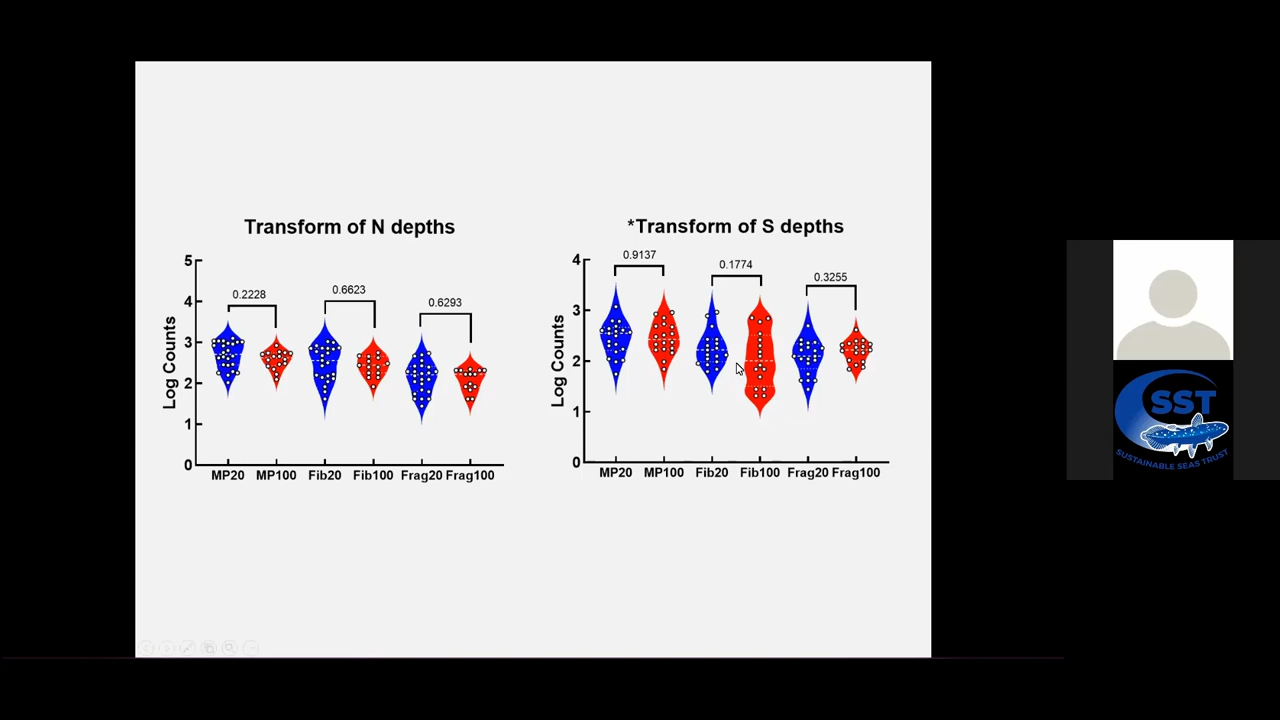 Transform of N depths
5
4
3
2
1
0
Log Counts
0.2228
0.6623
0.6293
MP20 MP100 Fib20 Fib100 Frag20 Frag100
*Transform of S depths
4
3
2
1
0
Log Counts
0.9137
0.1774
0.3255
MP20 MP100 Fib20 Fib100 Frag20 Frag100
SST
SUSTAINABLE SEAS TRUST